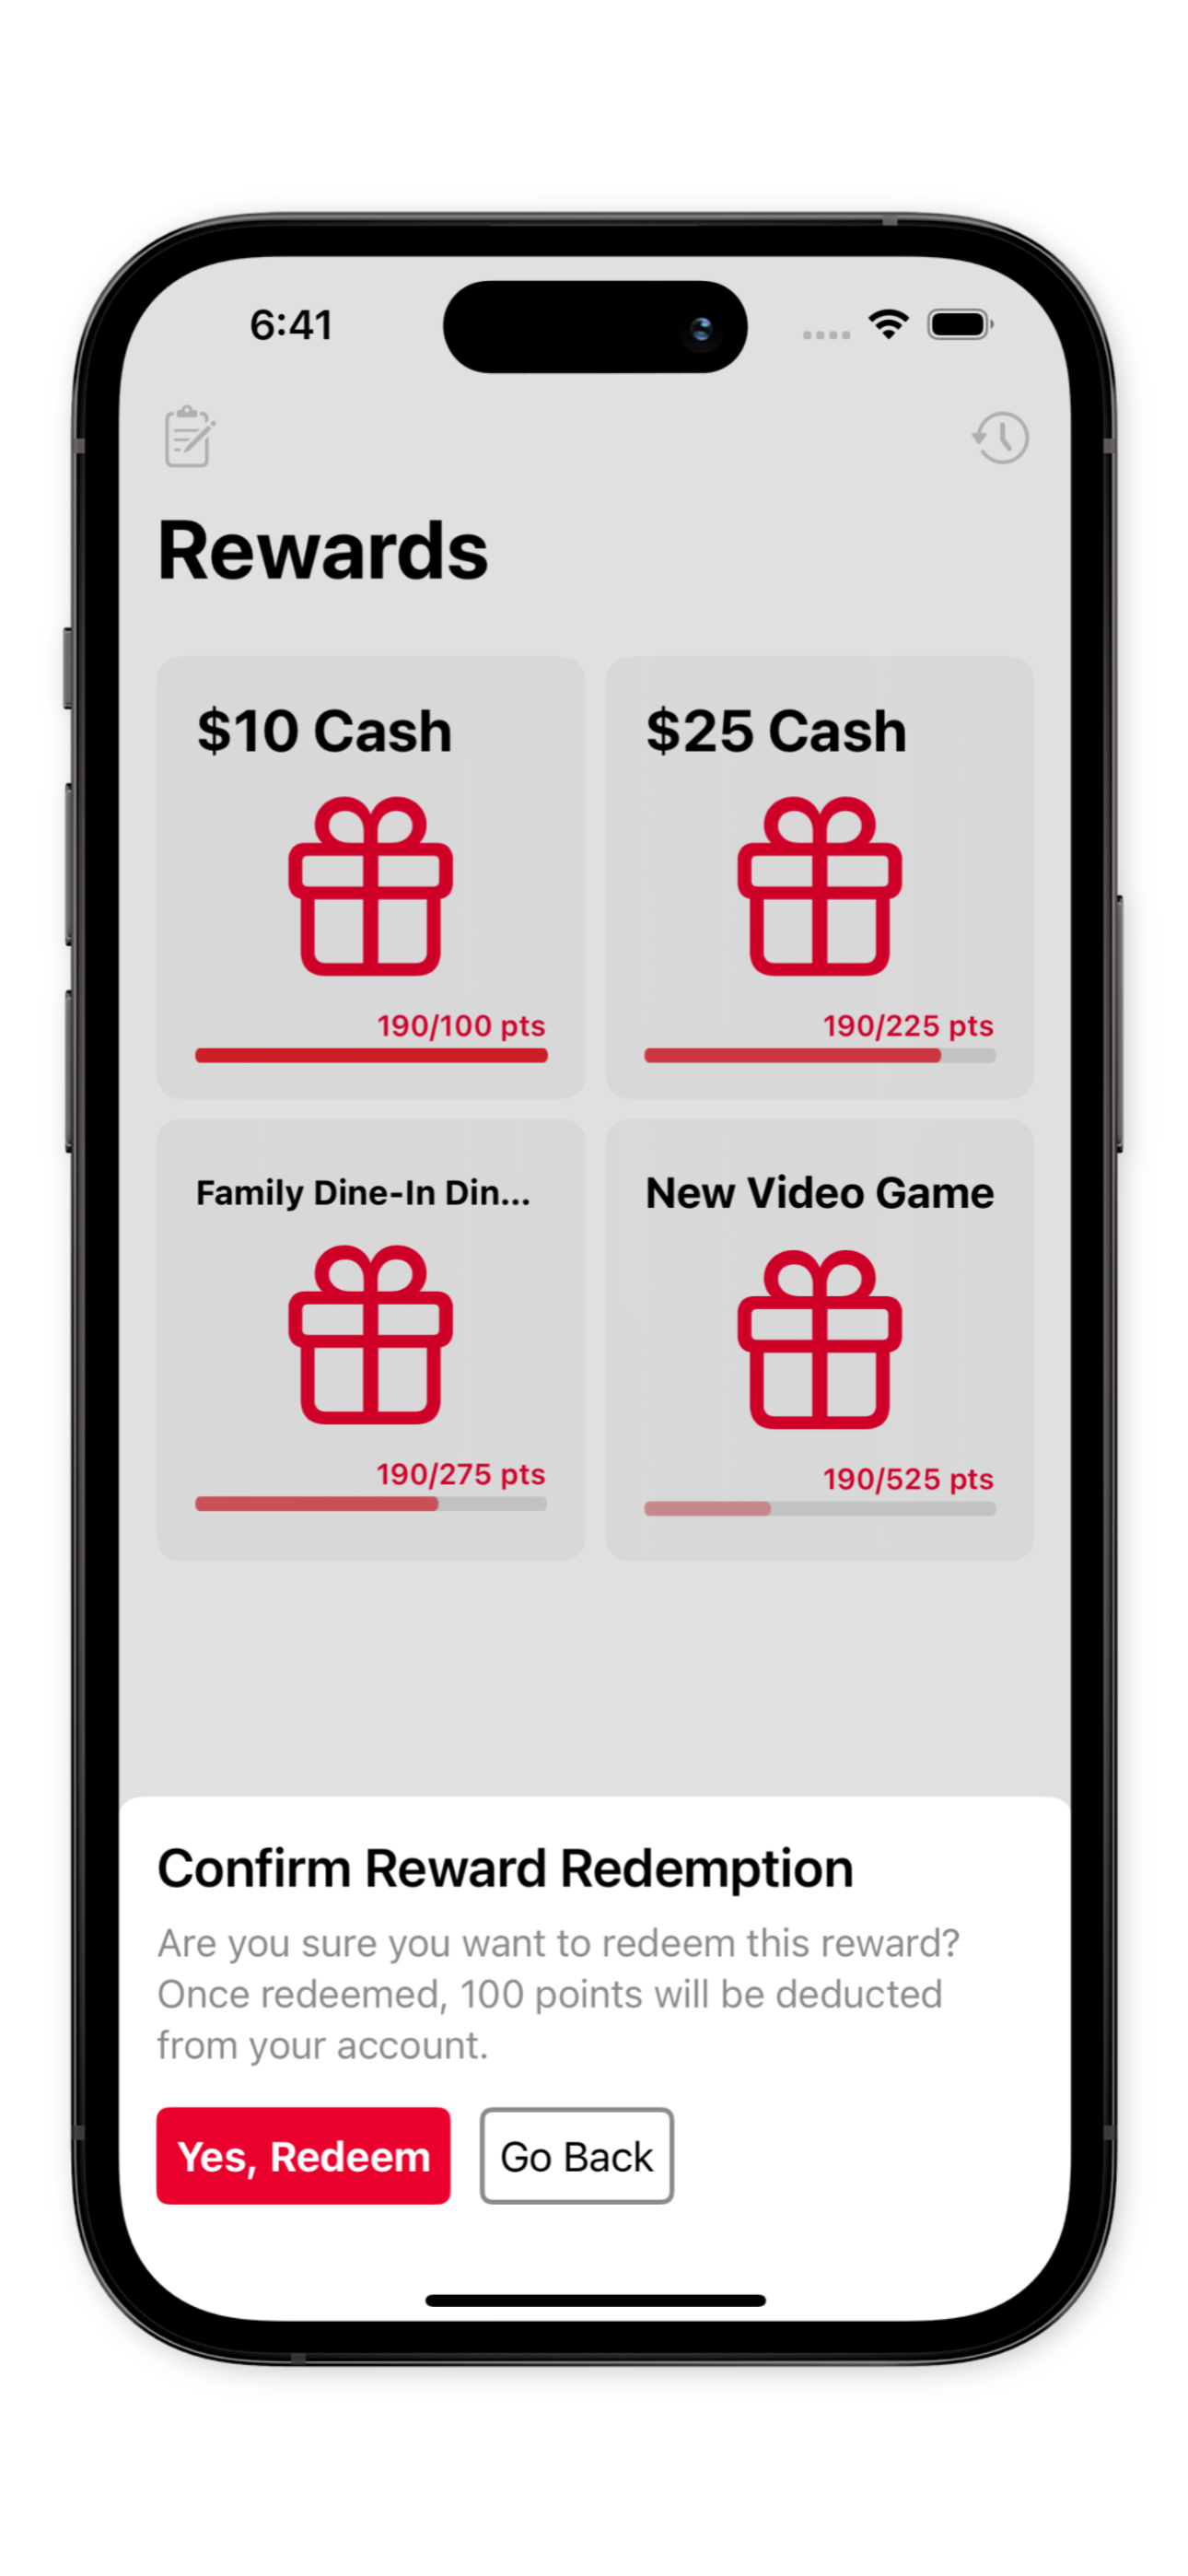 6:41
Rewards
$10 Cash
$25 Cash
190/100 pts
190/225 pts
Family Dine-In Din...
New Video Game
190/275 pts
190/525 pts
Confirm Reward Redemption
Are you sure you want to redeem this reward?
Once redeemed, 100 points will be deducted
from your account.
Yes, Redeem
Go Back